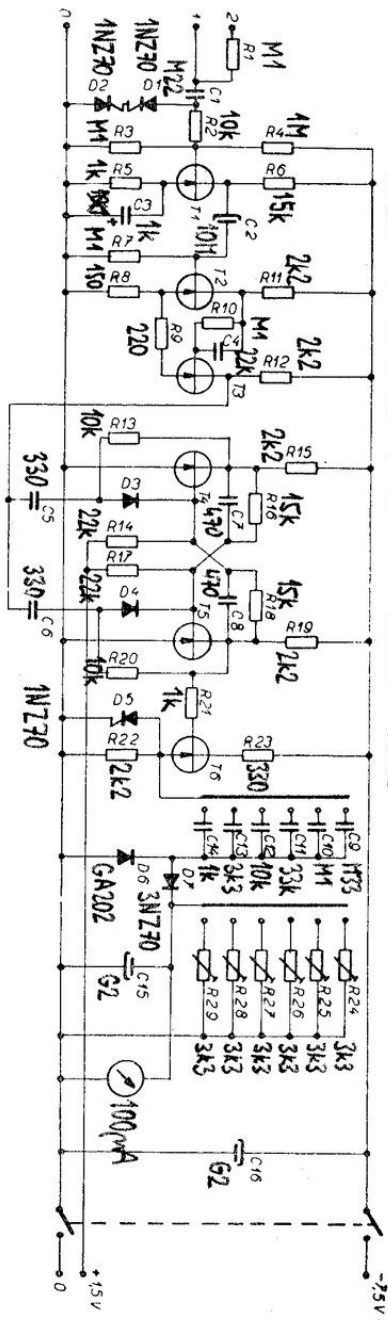 2
1
0
R1
M1
C1
M22
D1
1NZ70
D2
1NZ70
R2
10k
R4
1M
R3
M1
R6
15k
R5
1k
T1
C3
1k
C2
10M
R7
M1
R11
2k2
T2
R8
150
R9
220
R10
M1
C4
22k
R12
2k2
T3
R13
10k
C5
330
D3
T4
R15
2k2
R16
15k
C7
470
R14
22k
R17
22k
C8
470
R18
15k
D4
T5
C6
330
R19
2k2
R20
10k
R21
1k
D5
1NZ70
R22
2k2
T6
R23
330
C14
1k
C13
3k3
C12
10k
C11
33k
C10
M1
C9
M33
D6
GA202
D7
3NZ70
R29
3k3
R28
3k3
R27
3k3
R26
3k3
R25
3k3
R24
3k3
C15
G2
100μA
C16
G2
-7,5V
+1,5V
0